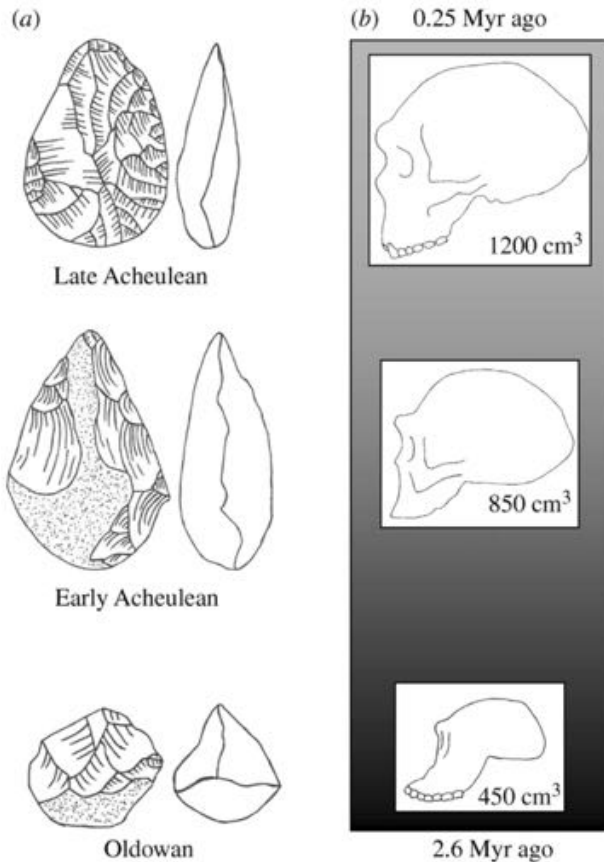 (a)
Late Acheulean
Early Acheulean
Oldowan
(b)
0.25 Myr ago
1200 cm³
850 cm³
450 cm³
2.6 Myr ago